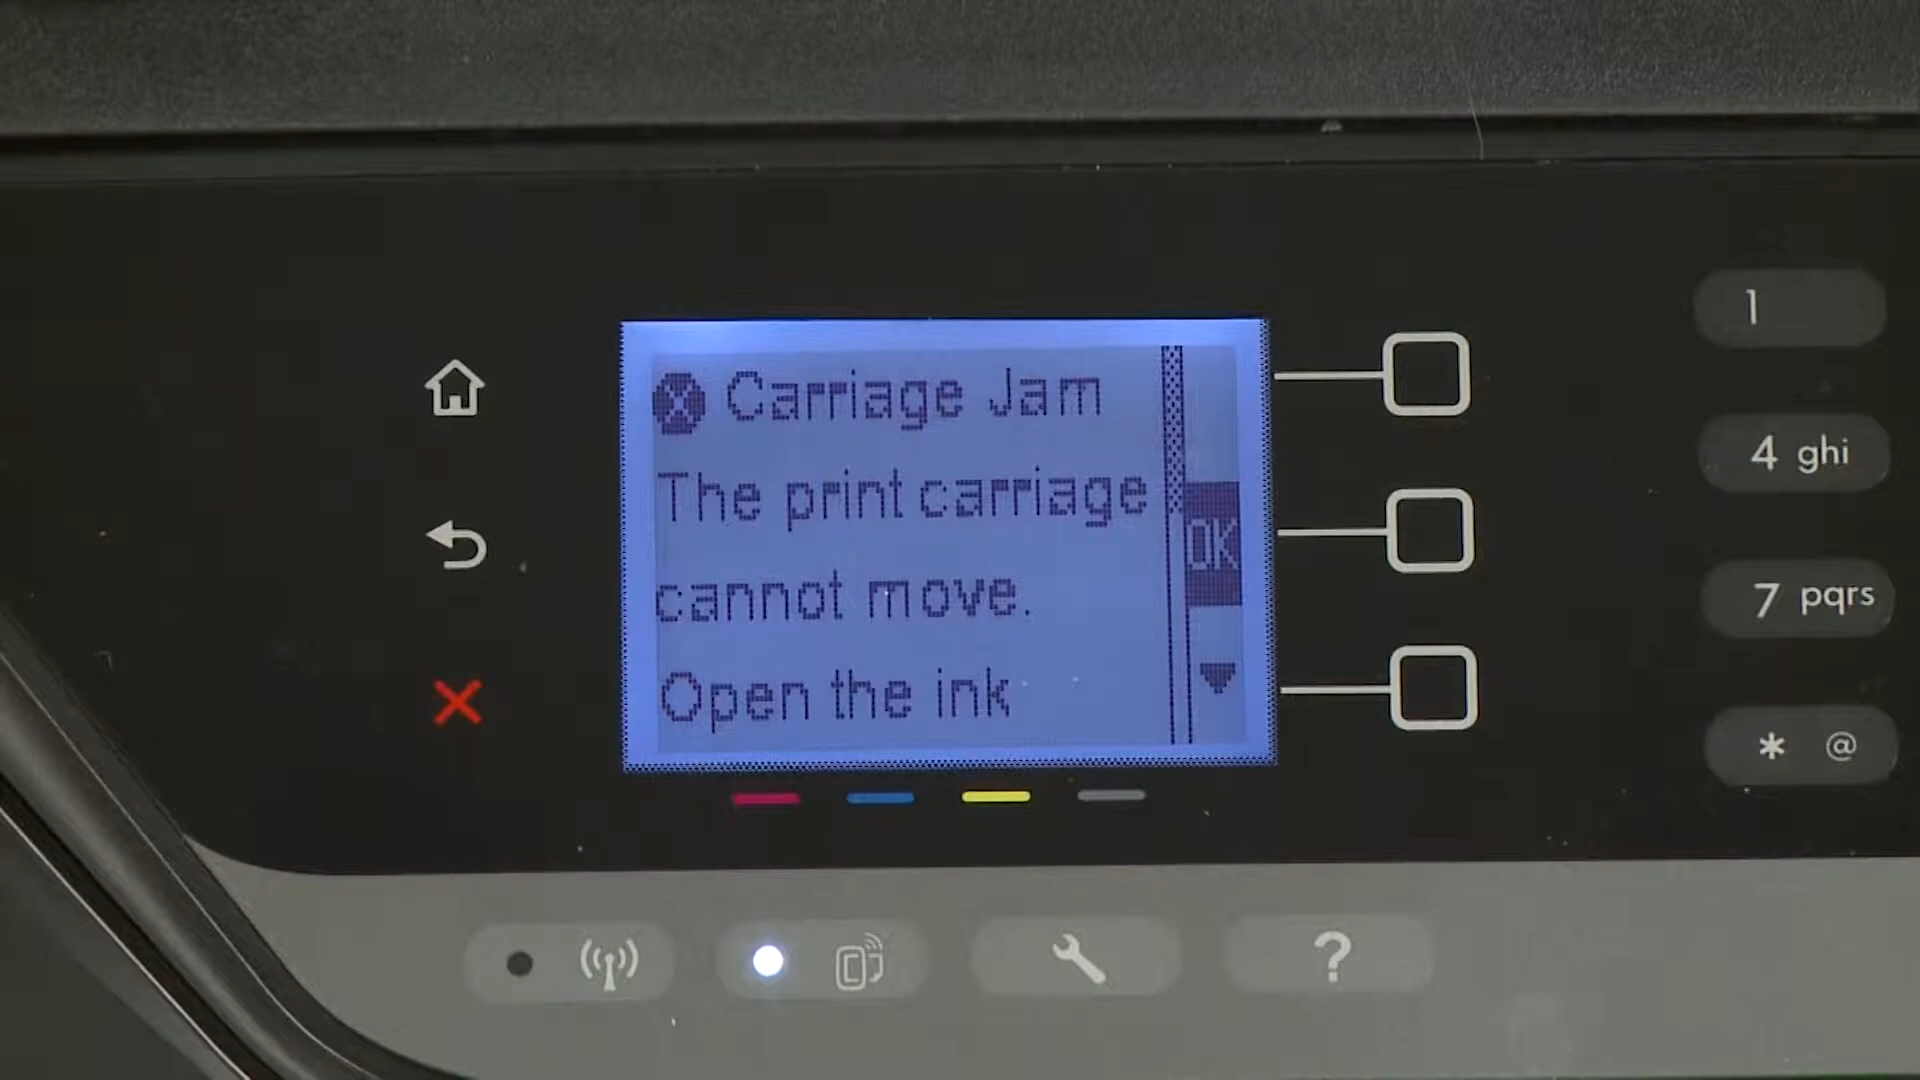 Carriage Jam
The print carriage
cannot move.
Open the ink
OK
1
4 ghi
7 pqrs
* @
?